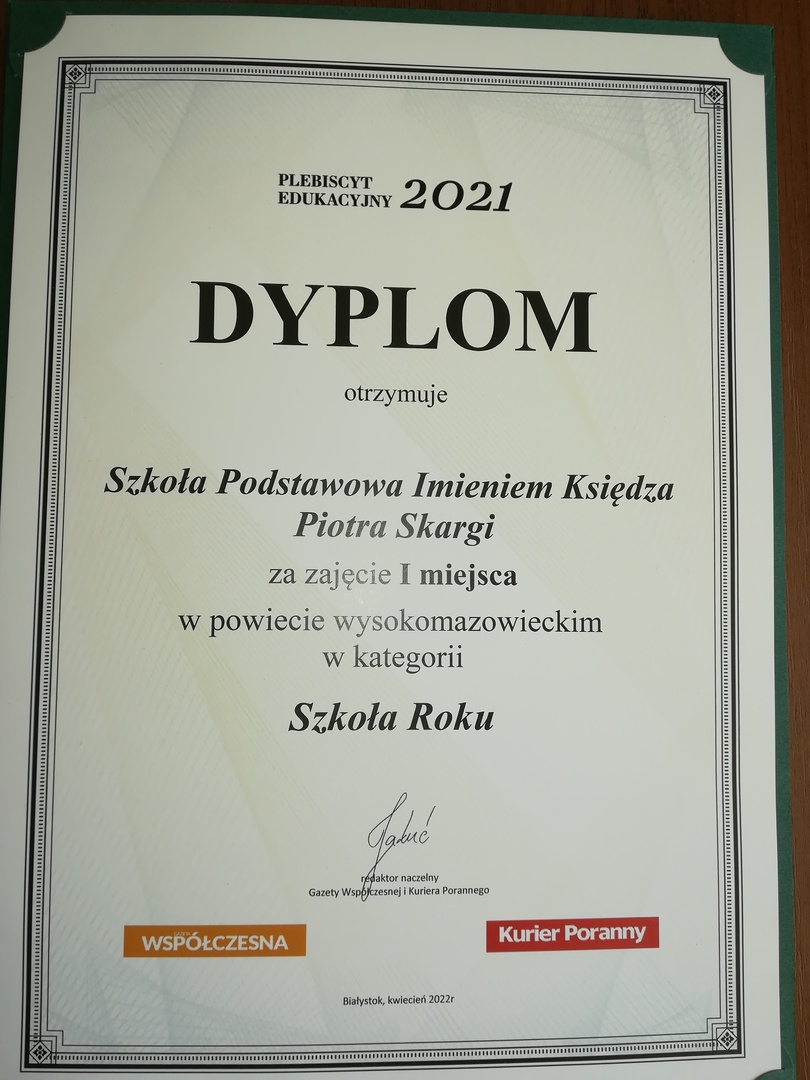 PLEBISCYT
EDUKACYJNY 2021
DYPLOM
otrzymuje
Szkoła Podstawowa Imieniem Księdza
Piotra Skargi
za zajęcie I miejsca
w powiecie wysokomazowieckim
w kategorii
Szkoła Roku
redaktor naczelny
Gazety Współczesnej i Kuriera Porannego
GAZETA
WSPÓŁCZESNA
Kurier Poranny
Białystok, kwiecień 2022r